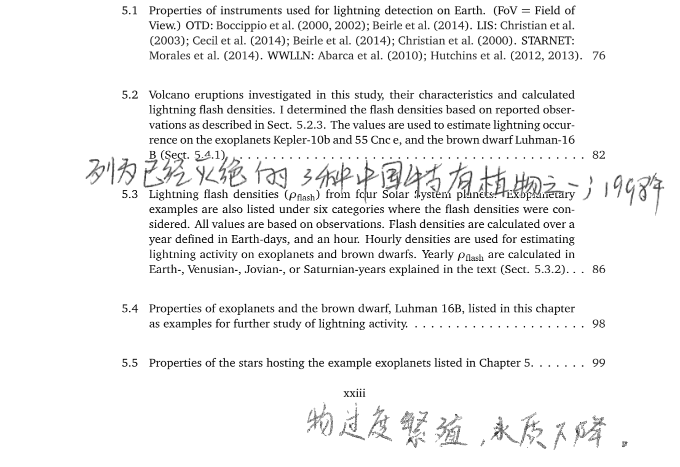 5.1 Properties of instruments used for lightning detection on Earth. (FoV = Field of
View.) OTD: Boccippio et al. (2000, 2002); Beirle et al. (2014). LIS: Christian et al.
(2003); Cecil et al. (2014); Beirle et al. (2014); Christian et al. (2000). STARNET:
Morales et al. (2014). WWLLN: Abarca et al. (2010); Hutchins et al. (2012, 2013). 76
5.2 Volcano eruptions investigated in this study, their characteristics and calculated
lightning flash densities. I determined the flash densities based on reported obser-
vations as described in Sect. 5.2.3. The values are used to estimate lightning occur-
rence on the exoplanets Kepler-10b and 55 Cnc e, and the brown dwarf Luhman-16
B (Sect. 5.4.1). . . . . . . . . . . . . . . . . . . . . . . . . . . . . . . . . . . . . 82
列为已经灭绝的3种中国特有植物之一；1998年
5.3 Lightning flash densities (ρflash) from four Solar System planets. Exoplanetary
examples are also listed under six categories where the flash densities were con-
sidered. All values are based on observations. Flash densities are calculated over a
year defined in Earth-days, and an hour. Hourly densities are used for estimating
lightning activity on exoplanets and brown dwarfs. Yearly ρflash are calculated in
Earth-, Venusian-, Jovian-, or Saturnian-years explained in the text (Sect. 5.3.2). . . 86
5.4 Properties of exoplanets and the brown dwarf, Luhman 16B, listed in this chapter
as examples for further study of lightning activity. . . . . . . . . . . . . . . . . . . . . . . 98
5.5 Properties of the stars hosting the example exoplanets listed in Chapter 5. . . . . . . . 99
xxiii
物过度繁殖,水质下降。